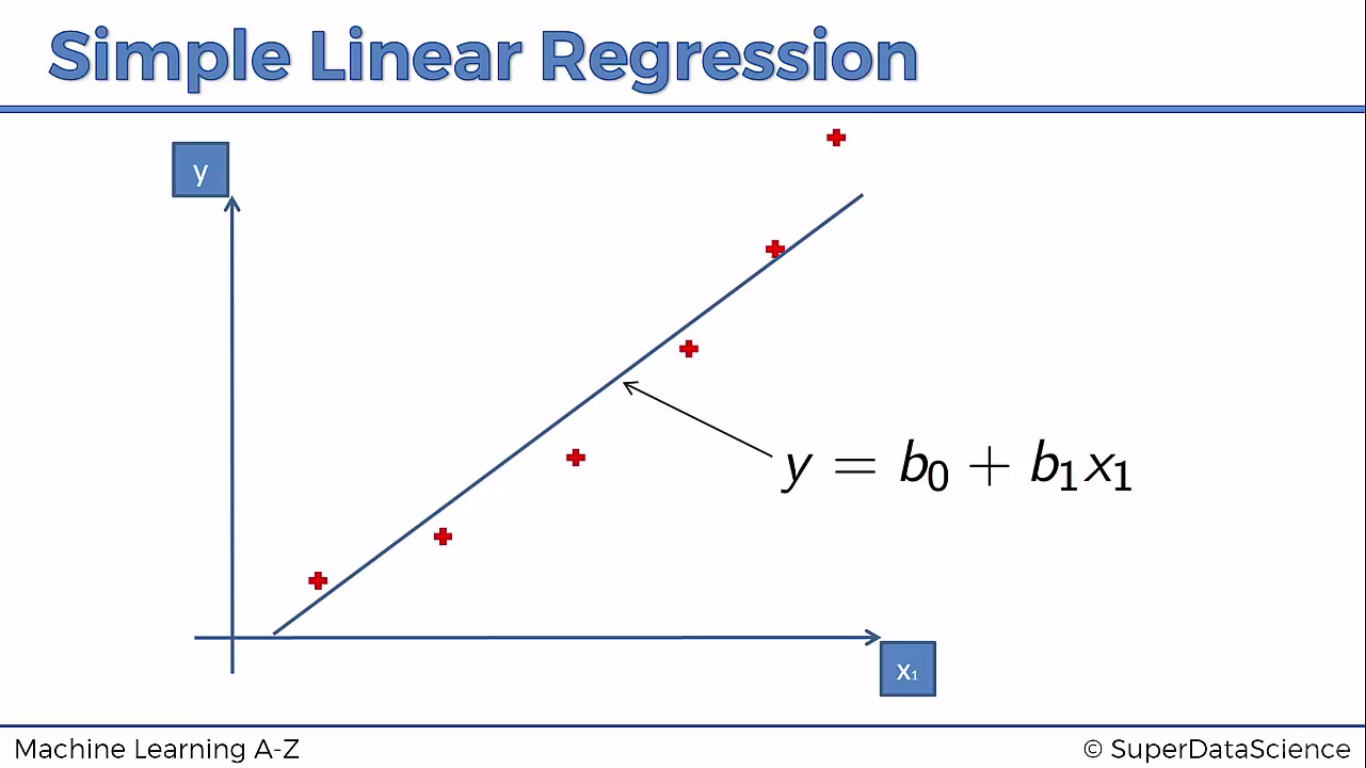 Simple Linear Regression
y
y = b₀ + b₁x₁
x₁
Machine Learning A-Z
© SuperDataScience